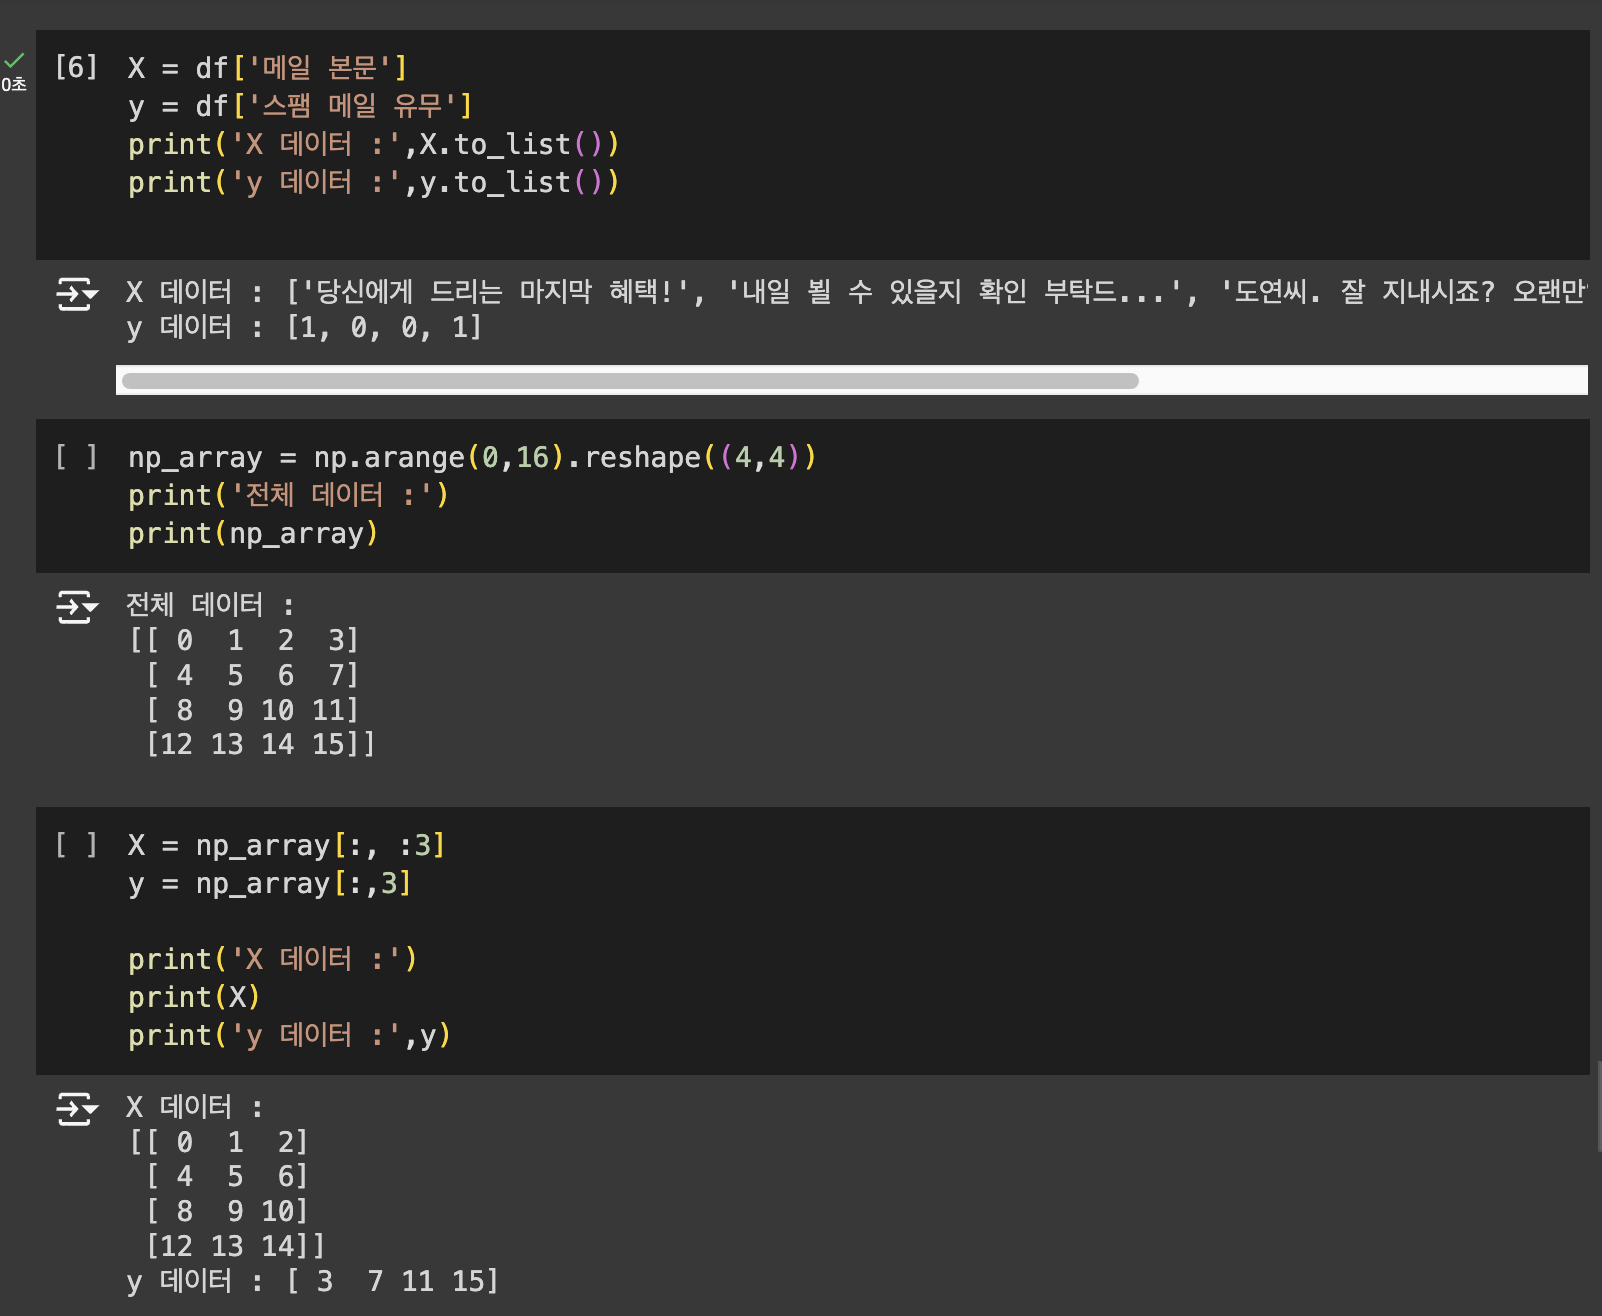 [6] X = df['메일 본문']
0초
y = df['스팸 메일 유무']
print('X 데이터 :',X.to_list())
print('y 데이터 :',y.to_list())
X 데이터 : ['당신에게 드리는 마지막 혜택!', '내일 뵐 수 있을지 확인 부탁드...', '도연씨. 잘 지내시죠? 오랜만
y 데이터 : [1, 0, 0, 1]
[ ] np_array = np.arange(0,16).reshape((4,4))
print('전체 데이터 :')
print(np_array)
전체 데이터 :
[[ 0  1  2  3]
 [ 4  5  6  7]
 [ 8  9 10 11]
 [12 13 14 15]]
[ ] X = np_array[:, :3]
y = np_array[:,3]
print('X 데이터 :')
print(X)
print('y 데이터 :',y)
X 데이터 :
[[ 0  1  2]
 [ 4  5  6]
 [ 8  9 10]
 [12 13 14]]
y 데이터 : [ 3  7 11 15]